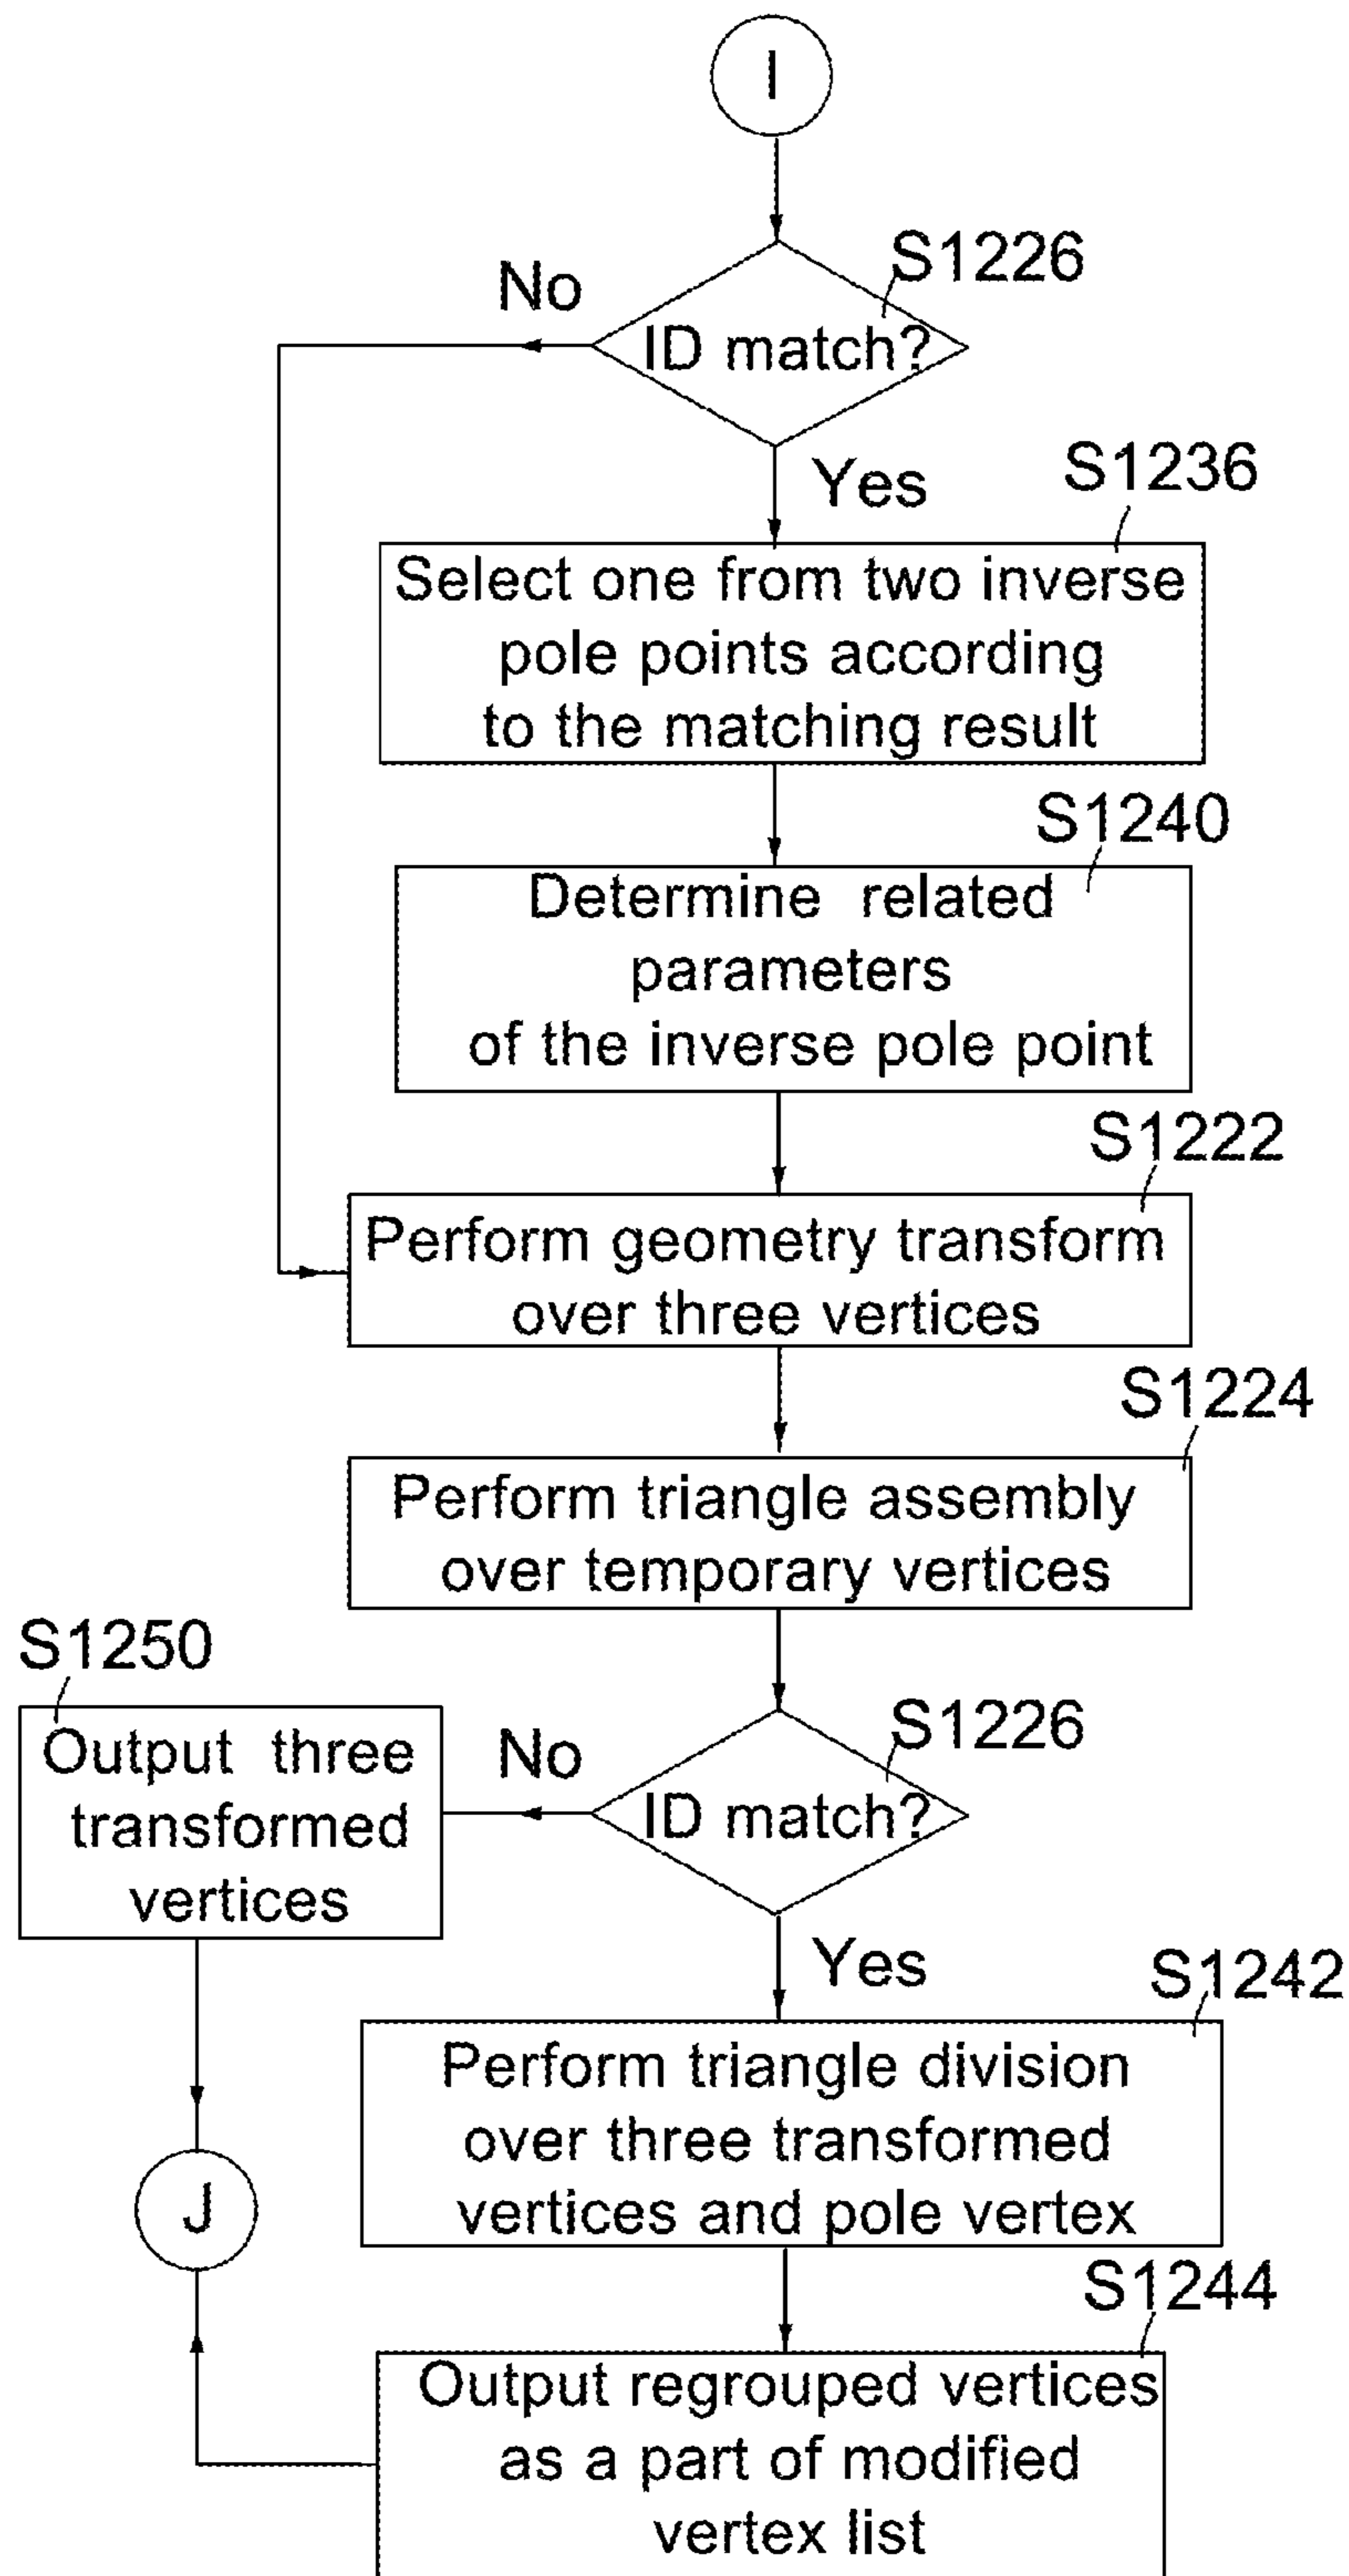 I
S1226
No
ID match?
Yes
S1236
Select one from two inverse
pole points according
to the matching result
S1240
Determine related
parameters
of the inverse pole point
S1222
Perform geometry transform
over three vertices
S1224
Perform triangle assembly
over temporary vertices
S1250
Output three
transformed
vertices
S1226
No
ID match?
Yes
S1242
Perform triangle division
over three transformed
vertices and pole vertex
J
S1244
Output regrouped vertices
as a part of modified
vertex list